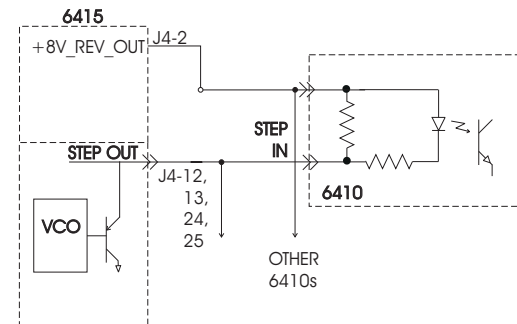 6415
+8V_REV_OUT
J4-2
STEP OUT
STEP
IN
J4-12,
13,
24,
25
VCO
6410
OTHER
6410s